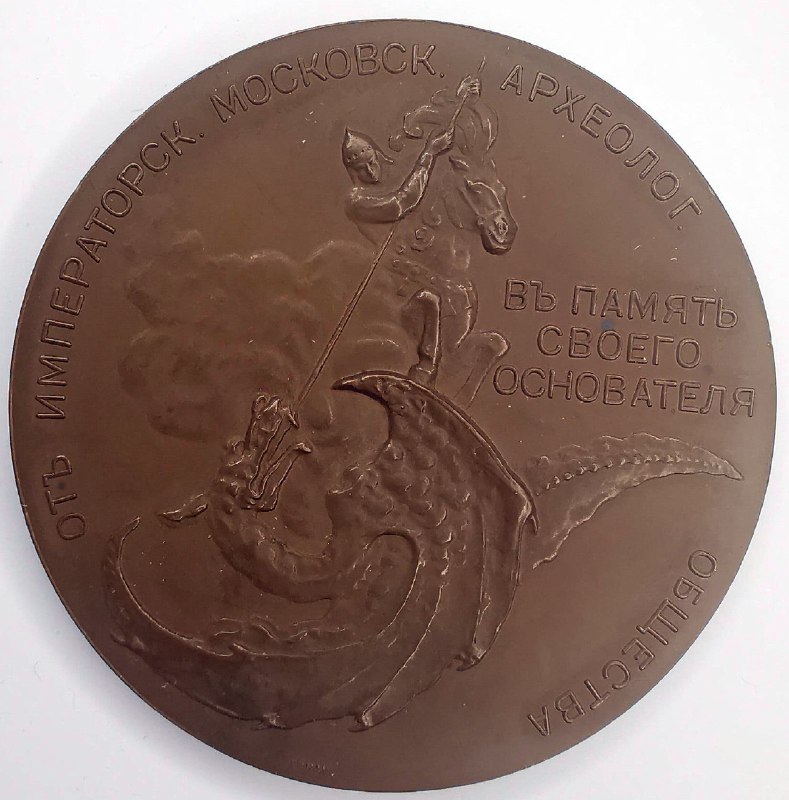 ОТЪ ИМПЕРАТОРСК. МОСКОВСК. АРХЕОЛОГ. ОБЩЕСТВА
ВЪ ПАМЯТЬ
СВОЕГО
ОСНОВАТЕЛЯ